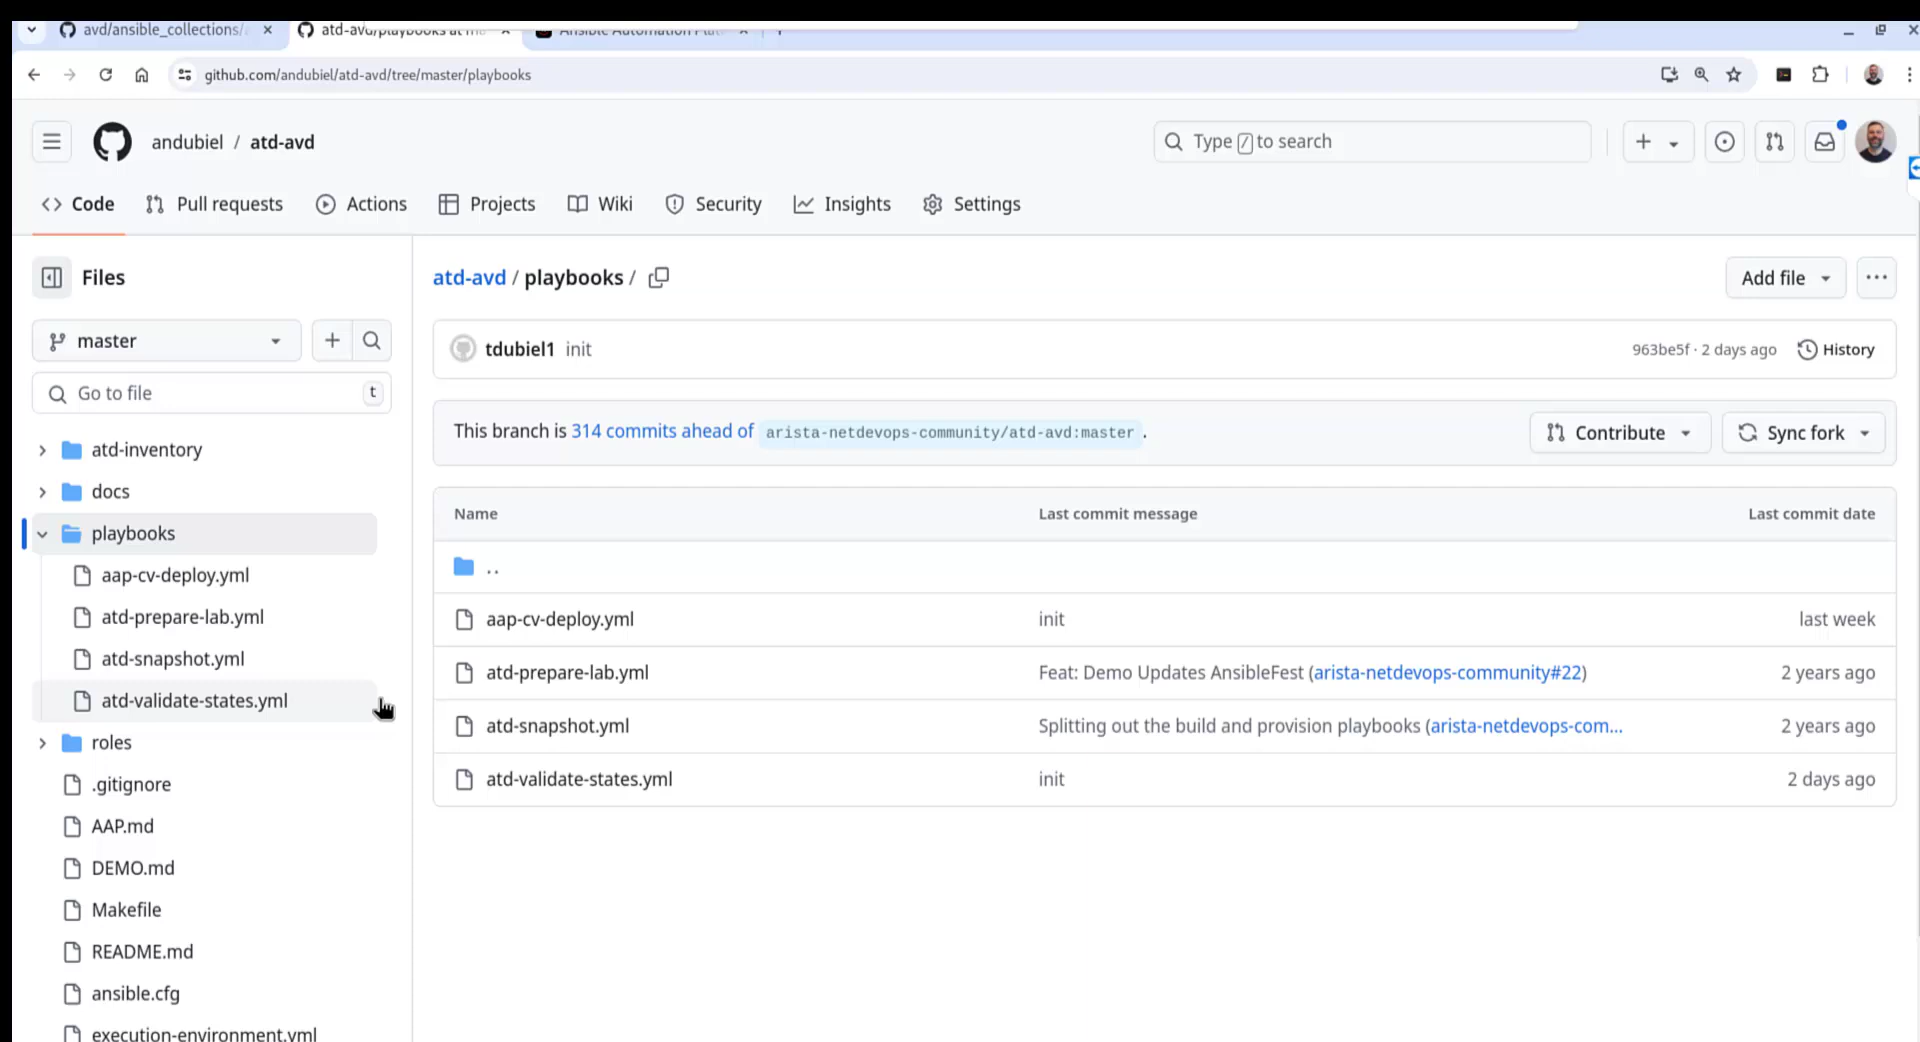 avd/ansible_collections/
atd-avd/playbooks at
Ansible Automation
github.com/andubiel/atd-avd/tree/master/playbooks
andubiel / atd-avd
Type / to search
Code
Pull requests
Actions
Projects
Wiki
Security
Insights
Settings
Files
master
Go to file
t
atd-inventory
docs
playbooks
aap-cv-deploy.yml
atd-prepare-lab.yml
atd-snapshot.yml
atd-validate-states.yml
roles
.gitignore
AAP.md
DEMO.md
Makefile
README.md
ansible.cfg
execution-environment.yml
atd-avd / playbooks /
Add file
tdubiel1 init
963be5f · 2 days ago
History
This branch is 314 commits ahead of arista-netdevops-community/atd-avd:master .
Contribute
Sync fork
Name Last commit message Last commit date
..
aap-cv-deploy.yml init last week
atd-prepare-lab.yml Feat: Demo Updates AnsibleFest (arista-netdevops-community#22) 2 years ago
atd-snapshot.yml Splitting out the build and provision playbooks (arista-netdevops-com... 2 years ago
atd-validate-states.yml init 2 days ago